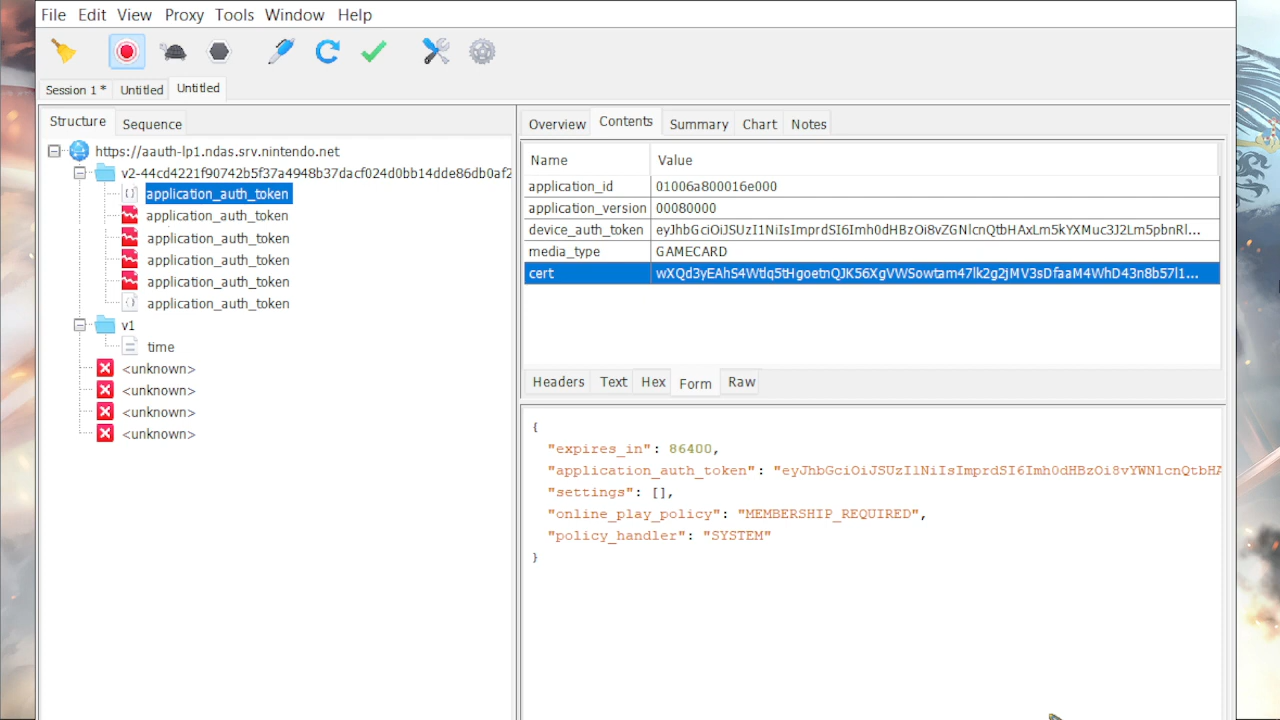 File Edit View Proxy Tools Window Help
Session 1 * Untitled Untitled
Structure Sequence
https://aauth-lp1.ndas.srv.nintendo.net
v2-44cd4221f90742b5f37a4948b37dacf024d0bb14dde86db0af2
application_auth_token
application_auth_token
application_auth_token
application_auth_token
application_auth_token
application_auth_token
v1
time
<unknown>
<unknown>
<unknown>
<unknown>
Overview Contents Summary Chart Notes
Name Value
application_id 01006a800016e000
application_version 00080000
device_auth_token eyJhbGciOiJSUzI1NiIsImprdSI6Imh0dHBzOi8vZGNlcnQtbHAxLm5kYXMuc3J2Lm5pbnRl...
media_type GAMECARD
cert wXQd3yEAhS4Wtlq5tHgoetnQJK56XgVWSowtam47lk2g2jMV3sDfaaM4WhD43n8b57l1...
Headers Text Hex Form Raw
{
"expires_in": 86400,
"application_auth_token": "eyJhbGciOiJSUzI1NiIsImprdSI6Imh0dHBzOi8vYWNlcnQtbHA
"settings": [],
"online_play_policy": "MEMBERSHIP_REQUIRED",
"policy_handler": "SYSTEM"
}